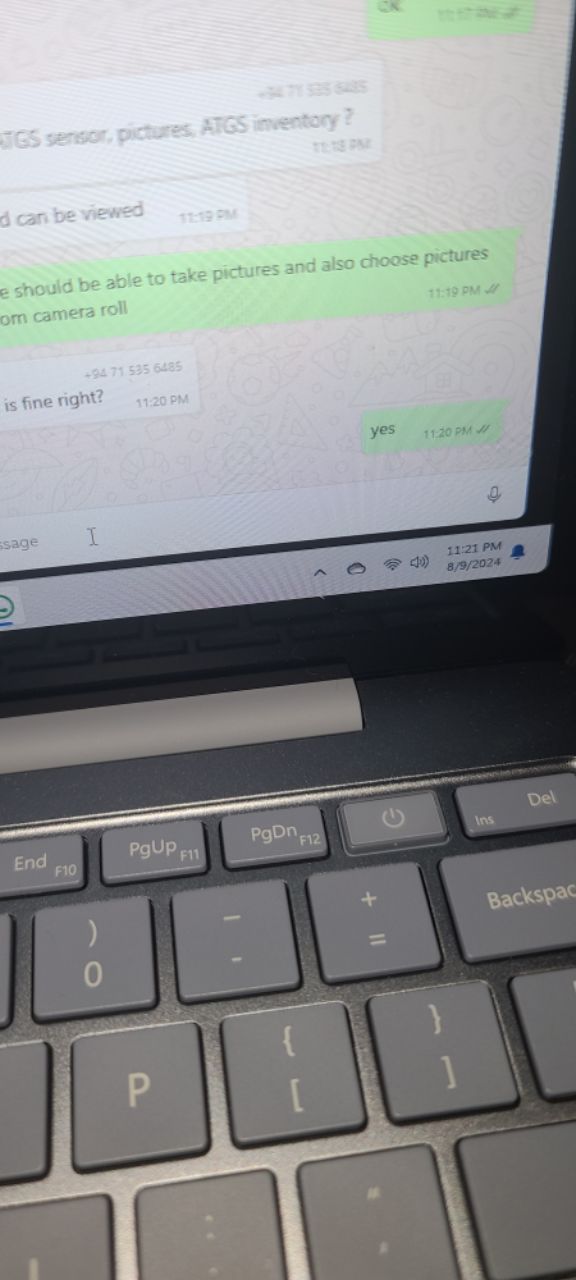 OK
11:17 PM
+94 71 535 6485
ATGS sensor, pictures, ATGS inventory ?
11:18 PM
d can be viewed 11:19 PM
e should be able to take pictures and also choose pictures
om camera roll 11:19 PM
+94 71 535 6485
is fine right? 11:20 PM
yes 11:20 PM
ssage
11:21 PM
8/9/2024
End F10
PgUp F11
PgDn F12
Ins Del
) 0
_ -
+ =
Backspac
P
{ [
} ]
: ;
" '